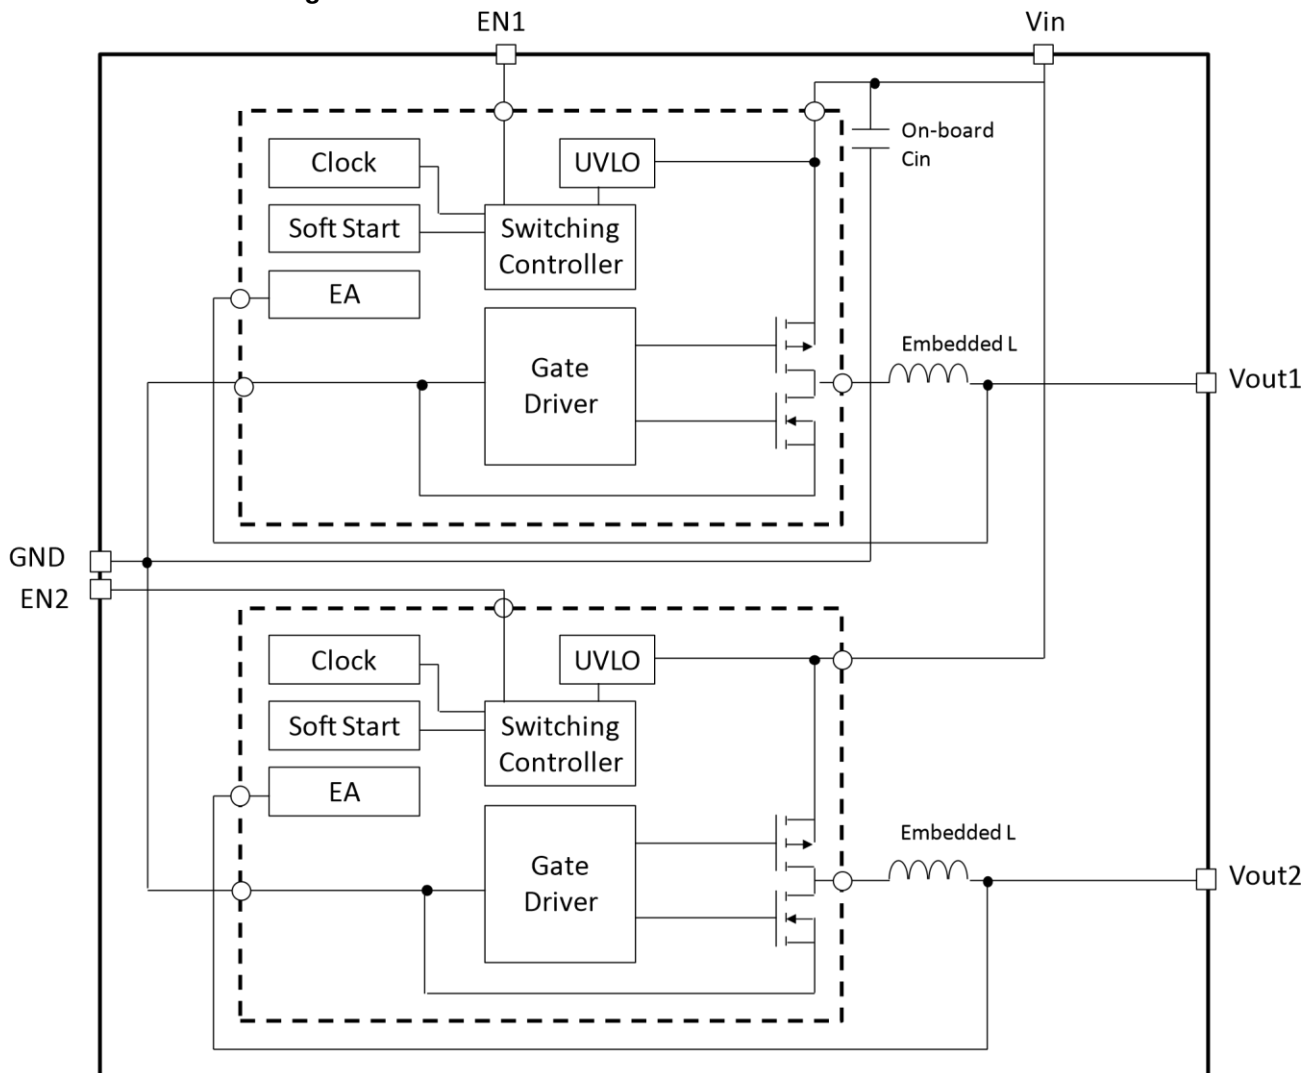 EN1
Vin
On-board
Cin
Clock
UVLO
Soft Start
Switching
Controller
EA
Gate
Driver
Embedded L
Vout1
GND
EN2
Clock
UVLO
Soft Start
Switching
Controller
EA
Gate
Driver
Embedded L
Vout2